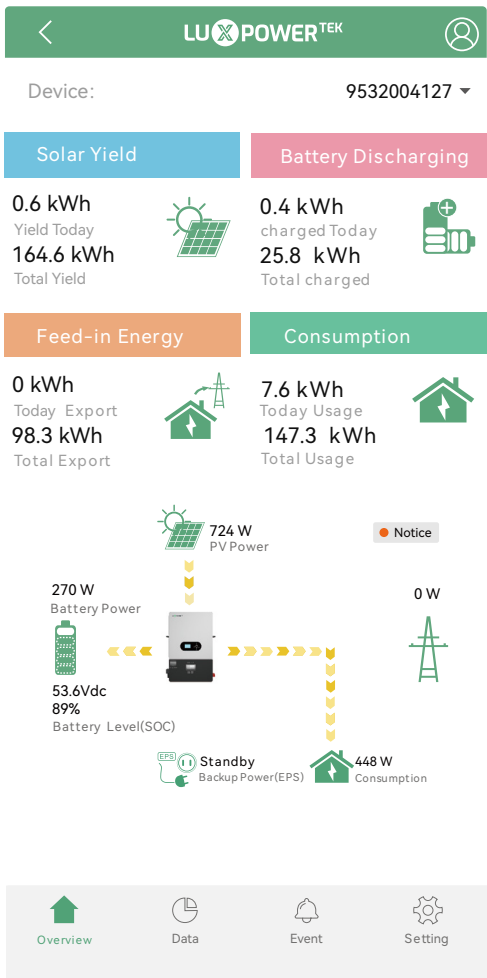 LUXPOWERTEK
Device:
9532004127
Solar Yield
Battery Discharging
0.6 kWh
Yield Today
164.6 kWh
Total Yield
0.4 kWh
charged Today
25.8 kWh
Total charged
Feed-in Energy
Consumption
0 kWh
Today Export
98.3 kWh
Total Export
7.6 kWh
Today Usage
147.3 kWh
Total Usage
724 W
PV Power
Notice
270 W
Battery Power
0 W
53.6Vdc
89%
Battery Level(SOC)
EPS
Standby
Backup Power(EPS)
448 W
Consumption
Overview
Data
Event
Setting